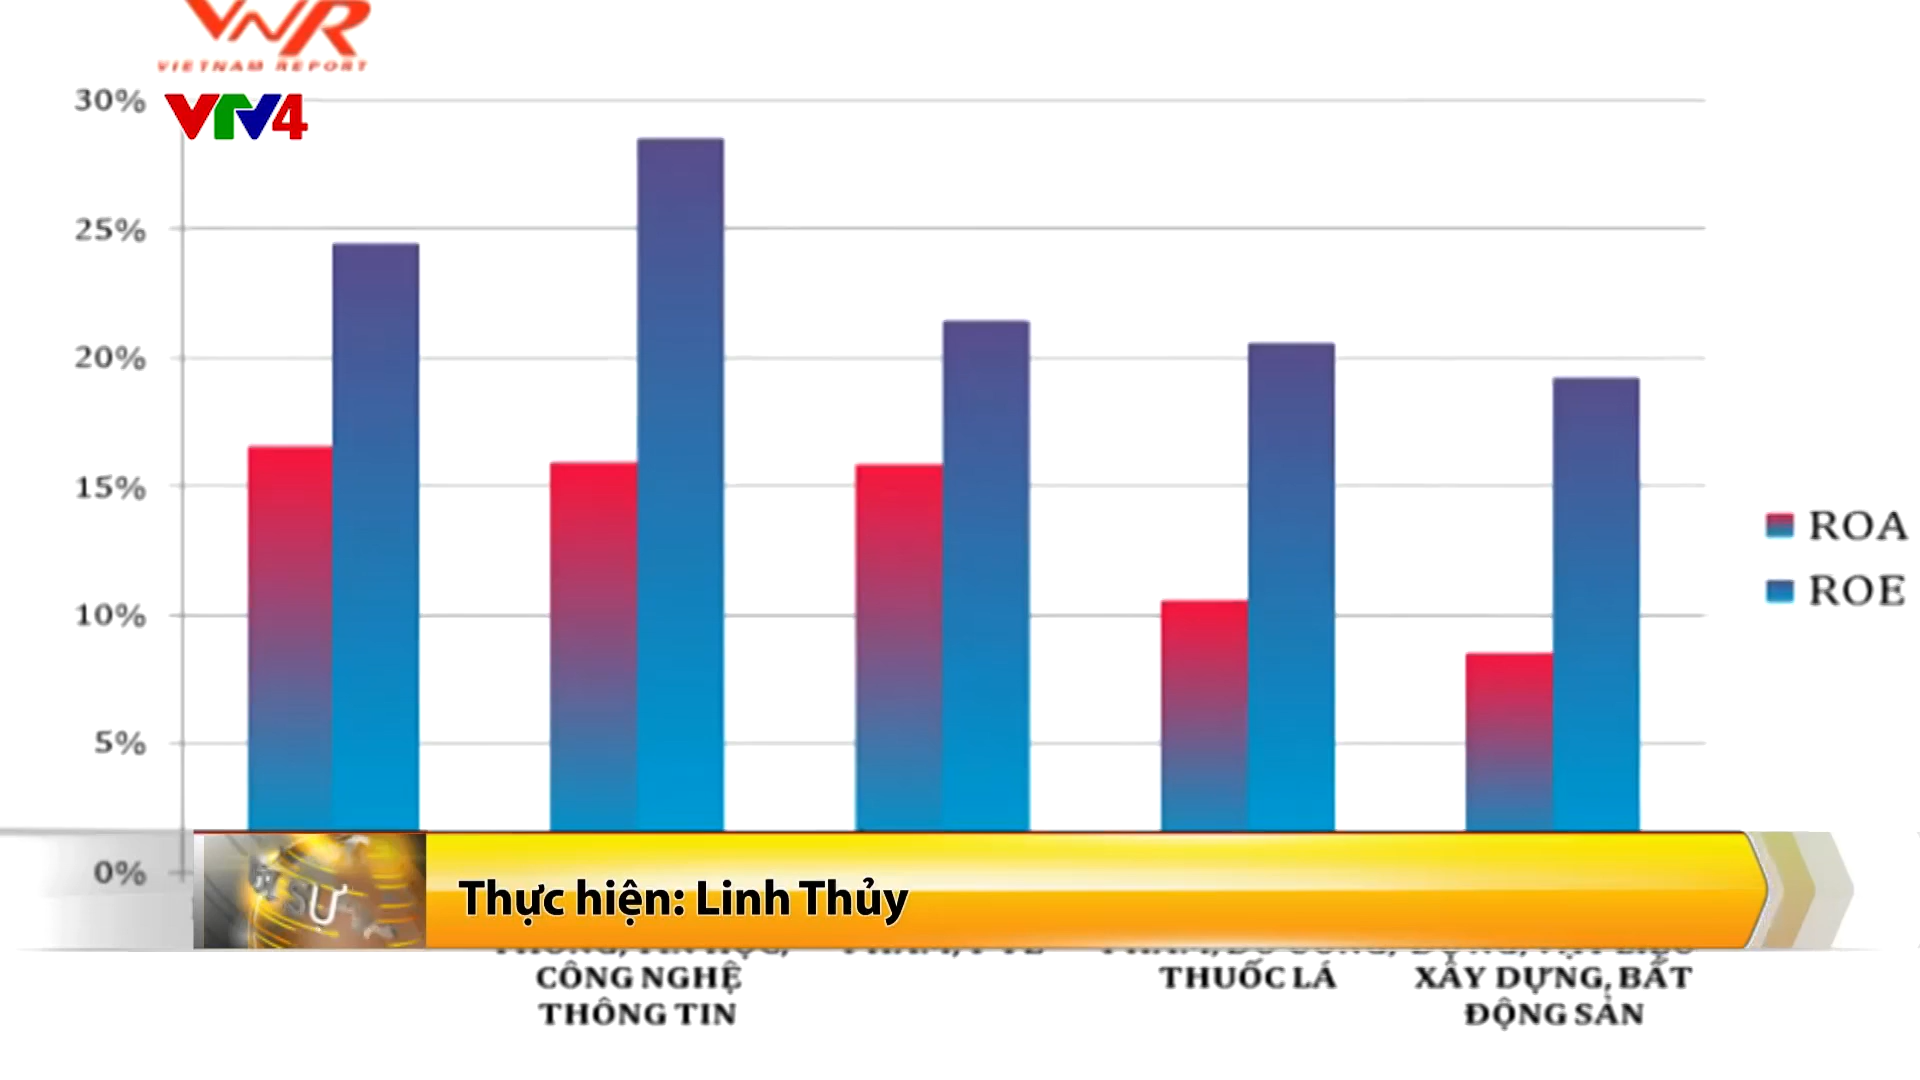 VNR
VIETNAM REPORT
VTV4
30%
25%
20%
15%
10%
5%
0%
ROA
ROE
SỰ
Thực hiện: Linh Thủy
CÔNG NGHỆ
THÔNG TIN
THUỐC LÁ
XÂY DỰNG, BẤT
ĐỘNG SẢN